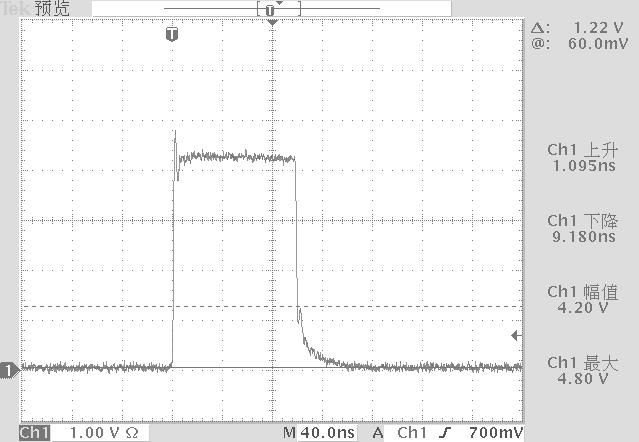 Tek 预览
T
T
Δ: 1.22 V
@: 60.0mV
Ch1 上升
1.095ns
Ch1 下降
9.180ns
Ch1 幅值
4.20 V
Ch1 最大
4.80 V
1
Ch1 1.00 V Ω M 40.0ns A Ch1 700mV